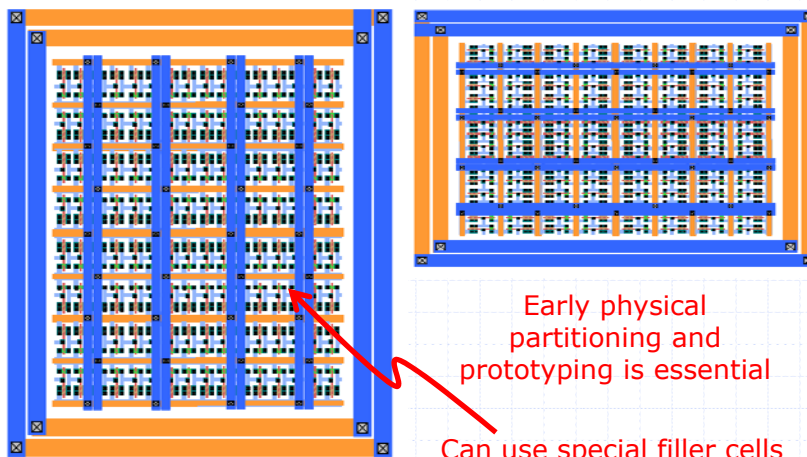 Early physical
partitioning and
prototyping is essential
Can use special filler cells